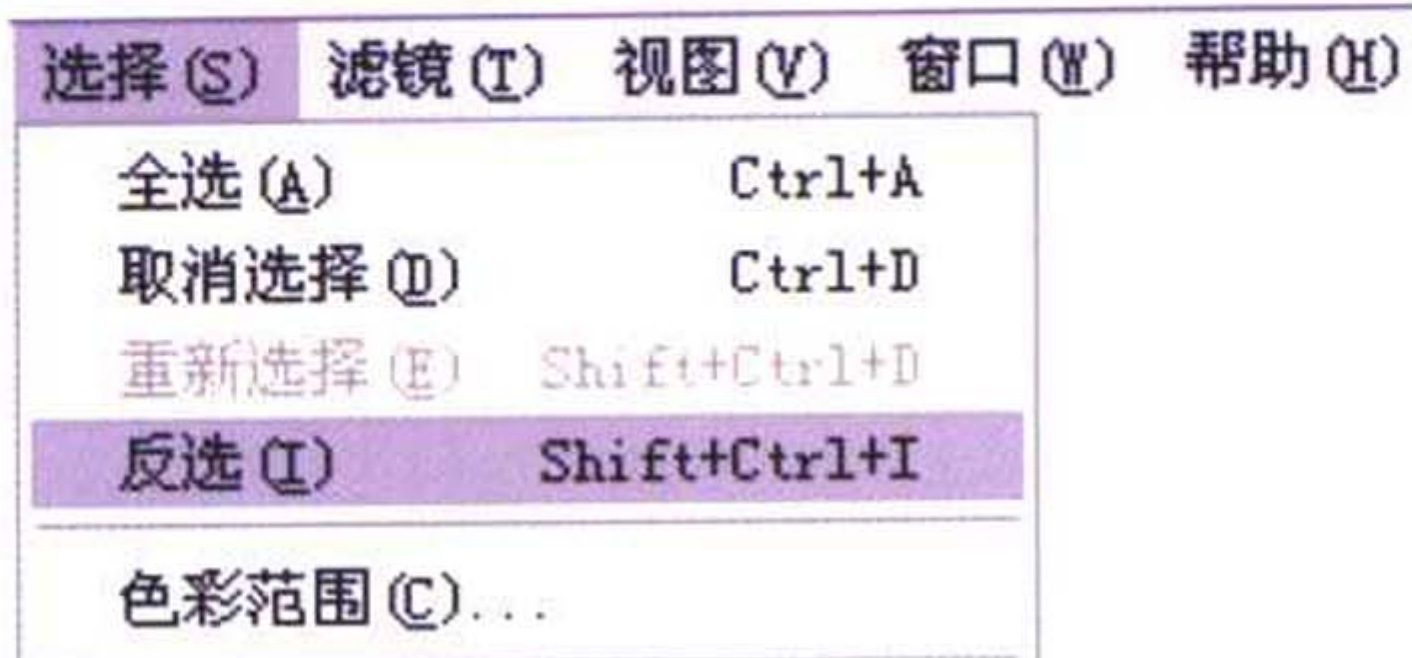 选择(S) 滤镜(T) 视图(V) 窗口(W) 帮助(H)
全选(A) Ctrl+A
取消选择(D) Ctrl+D
重新选择(E) Shift+Ctrl+D
反选(I) Shift+Ctrl+I
色彩范围(C)...